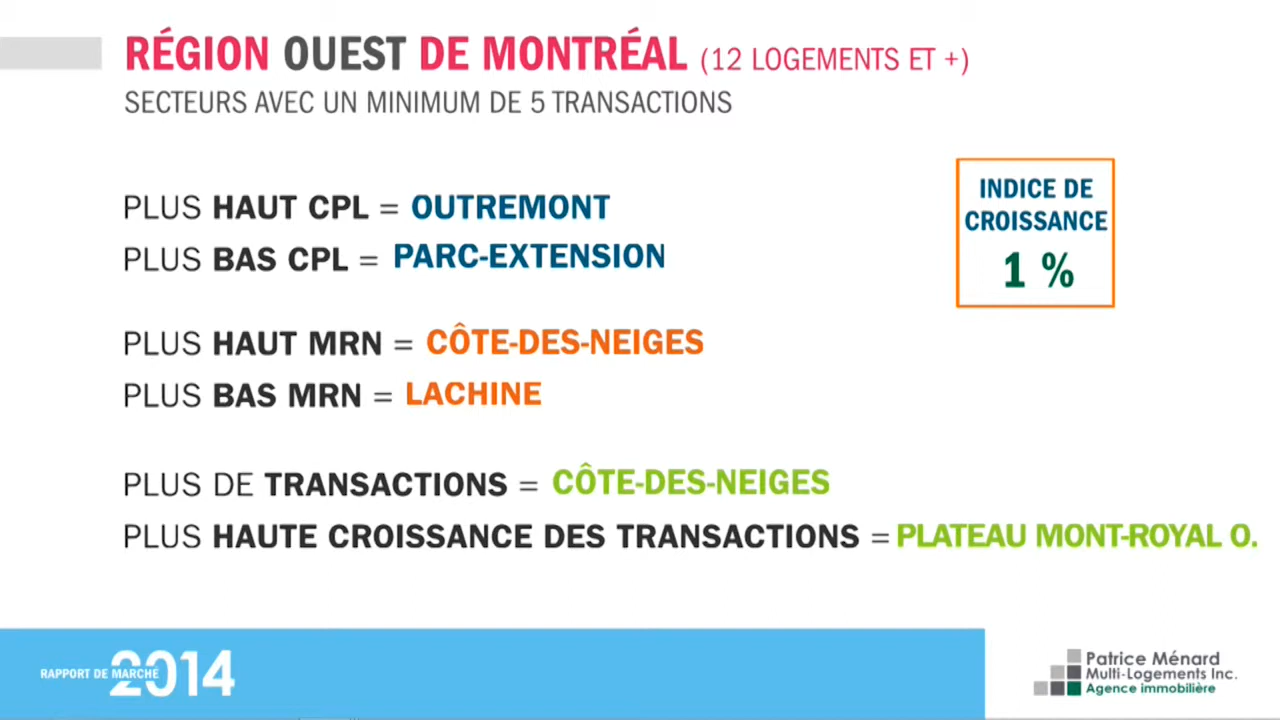 RÉGION OUEST DE MONTRÉAL (12 LOGEMENTS ET +)
SECTEURS AVEC UN MINIMUM DE 5 TRANSACTIONS
INDICE DE
CROISSANCE
1 %
PLUS HAUT CPL = OUTREMONT
PLUS BAS CPL = PARC-EXTENSION
PLUS HAUT MRN = CÔTE-DES-NEIGES
PLUS BAS MRN = LACHINE
PLUS DE TRANSACTIONS = CÔTE-DES-NEIGES
PLUS HAUTE CROISSANCE DES TRANSACTIONS = PLATEAU MONT-ROYAL O.
RAPPORT DE MARCHÉ 2014
Patrice Ménard
Multi-Logements Inc.
Agence immobilière